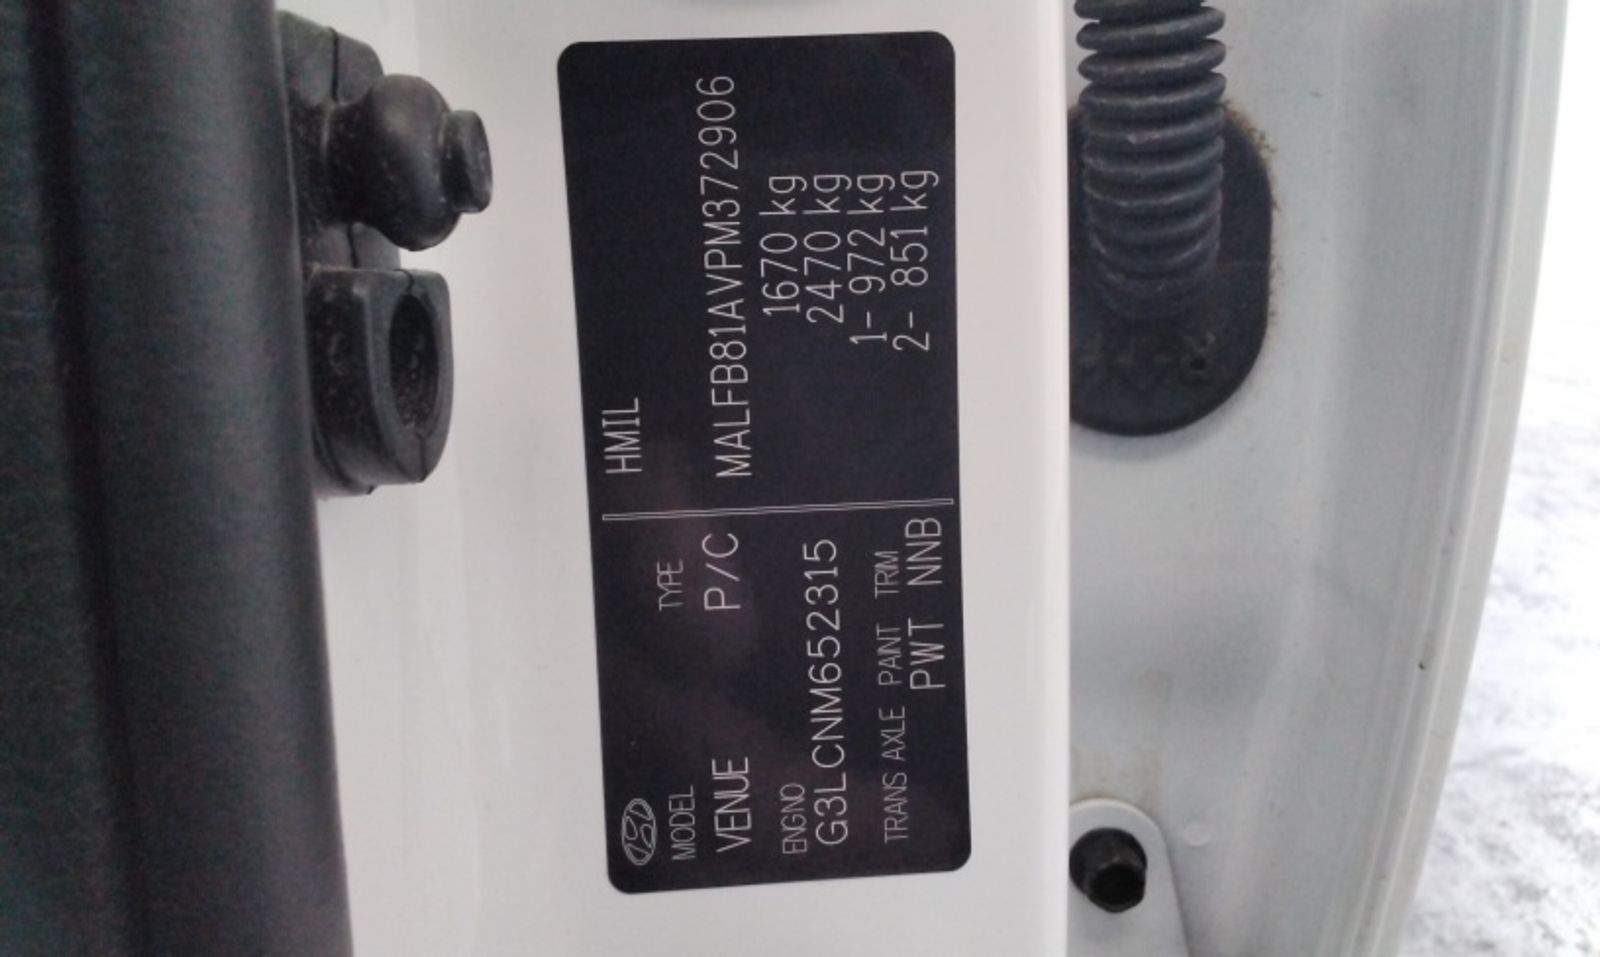 HMIL
MODEL TYPE
VENUE P/C MALFB81AVPM372906
ENGNO 1670 kg
G3LCNM652315 2470 kg
TRANS AXLE PAINT TRIM 1- 972 kg
PWT NNB 2- 851 kg